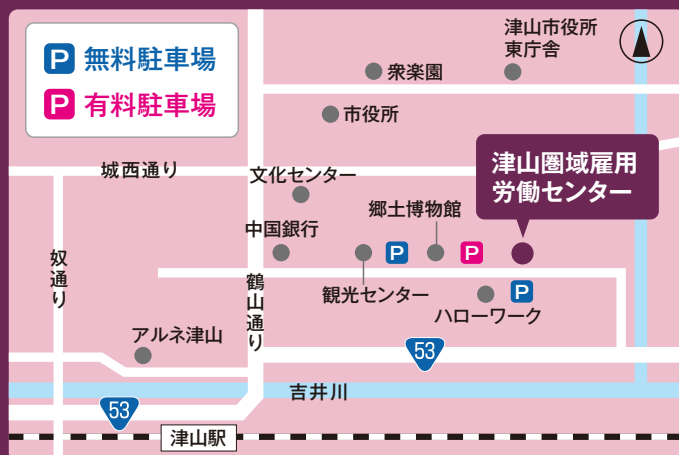 P 無料駐車場
P 有料駐車場
津山市役所
東庁舎
衆楽園
市役所
城西通り
文化センター
津山圏域雇用
労働センター
郷土博物館
中国銀行
P
P
奴通り
鶴山通り
観光センター
P
ハローワーク
アルネ津山
53
吉井川
53
津山駅